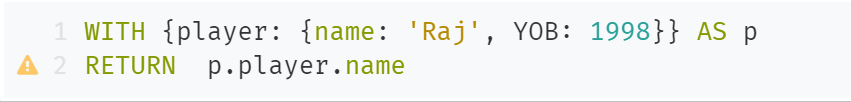 1 WITH {player: {name: 'Raj', YOB: 1998}} AS p
2 RETURN  p.player.name